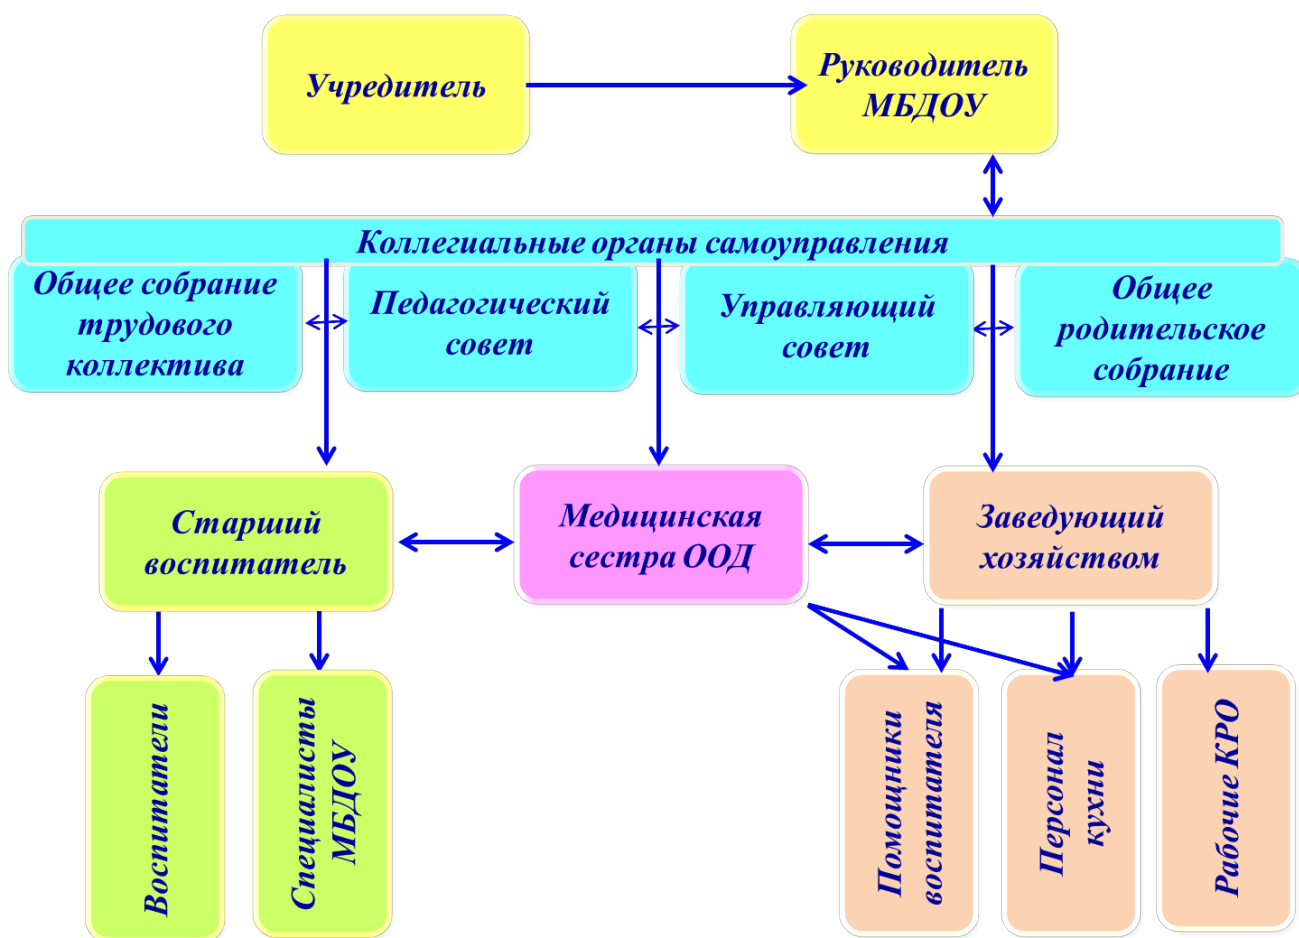 Учредитель
Руководитель
МБДОУ
Коллегиальные органы самоуправления
Общее собрание
трудового
коллектива
Педагогический
совет
Управляющий
совет
Общее
родительское
собрание
Старший
воспитатель
Медицинская
сестра ООД
Заведующий
хозяйством
Воспитатели
Специалисты
МБДОУ
Помощники
воспитателя
Персонал
кухни
Рабочие КРО